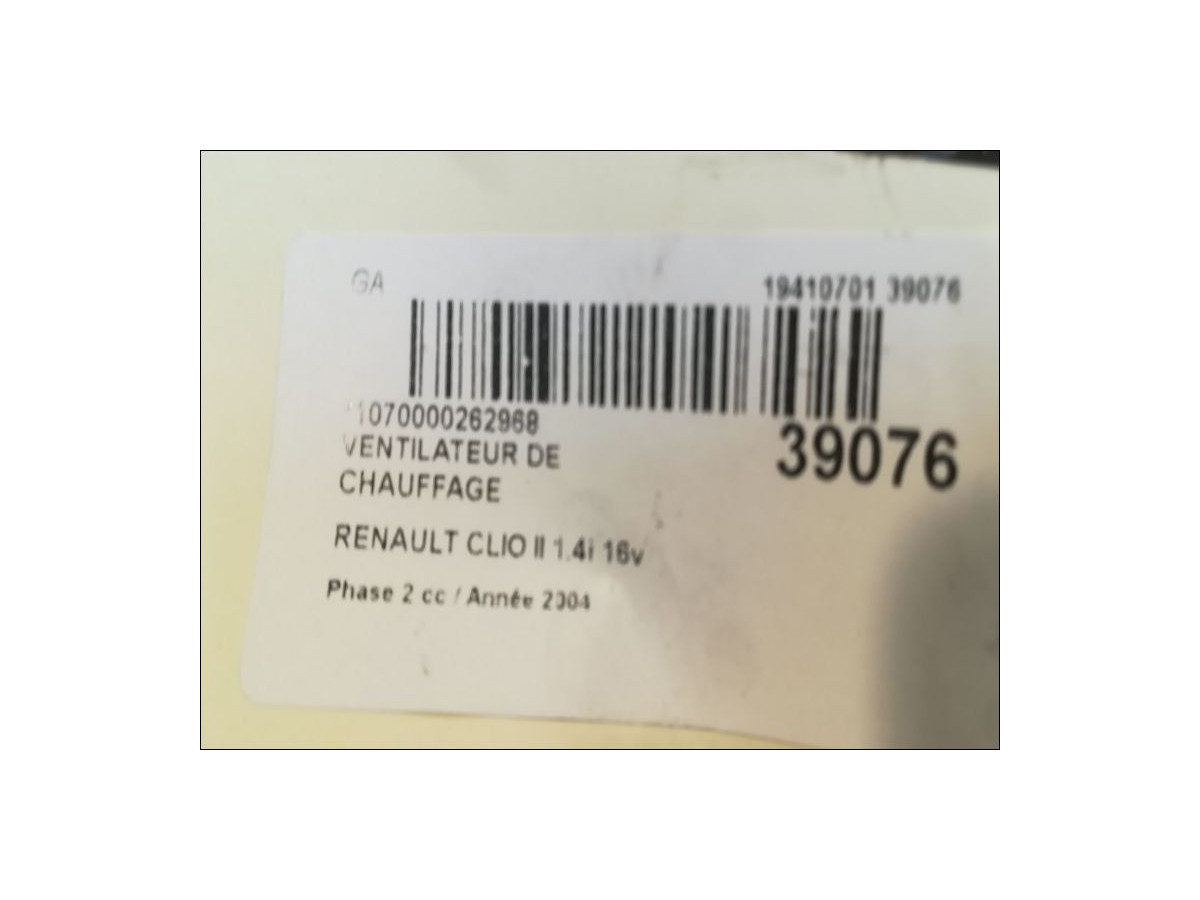 GA
19410701 39076
1070000262968
39076
VENTILATEUR DE
CHAUFFAGE
RENAULT CLIO II 1.4i 16v
Phase 2 cc / Année 2004